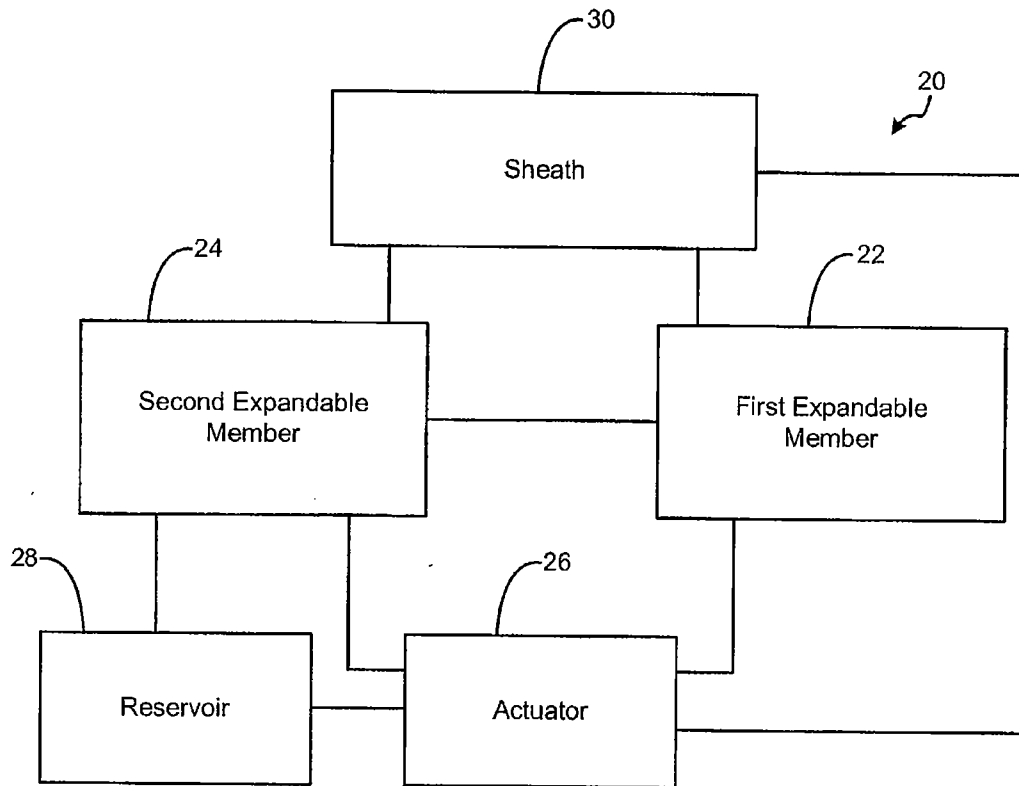 30
20
Sheath
24
22
Second Expandable
Member
First Expandable
Member
28
26
Reservoir
Actuator